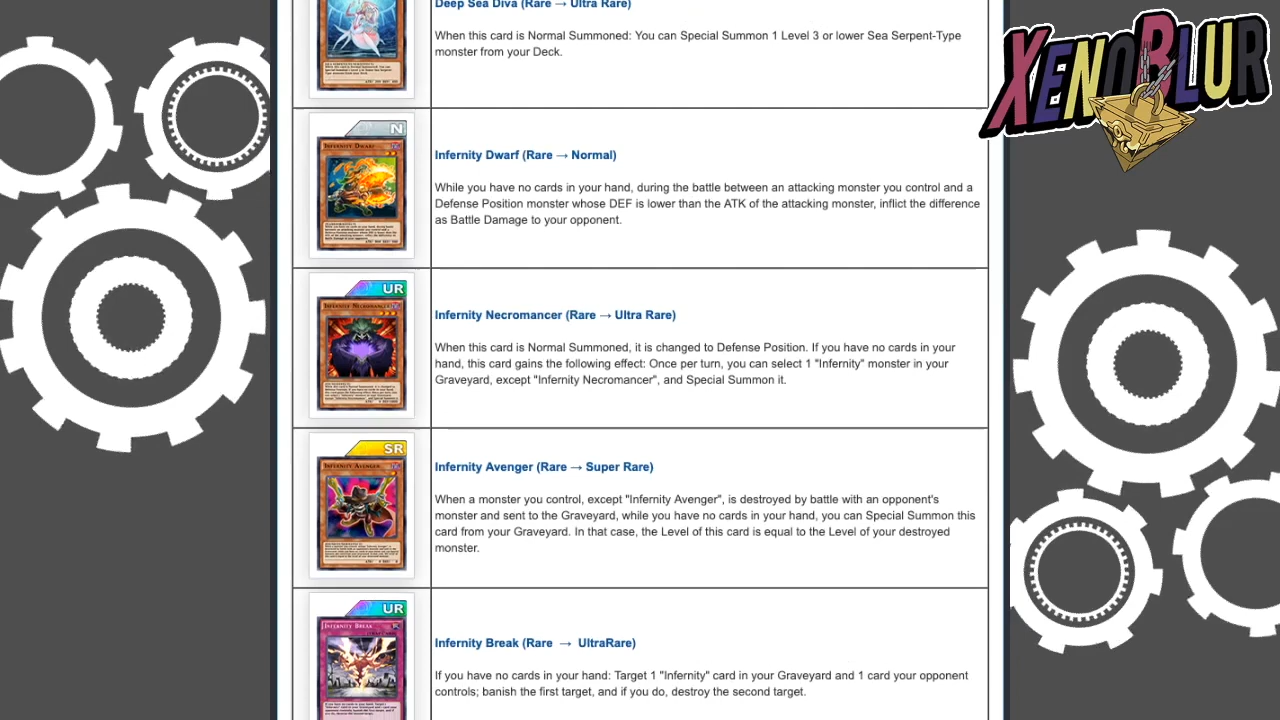 Deep Sea Diva (Rare → Ultra Rare)
When this card is Normal Summoned: You can Special Summon 1 Level 3 or lower Sea Serpent-Type
monster from your Deck.
XENOBLUR
N
INFERNITY DWARF
Infernity Dwarf (Rare → Normal)
While you have no cards in your hand, during the battle between an attacking monster you control and a
Defense Position monster whose DEF is lower than the ATK of the attacking monster, inflict the difference
as Battle Damage to your opponent.
UR
INFERNITY NECROMANCER
Infernity Necromancer (Rare → Ultra Rare)
When this card is Normal Summoned, it is changed to Defense Position. If you have no cards in your
hand, this card gains the following effect: Once per turn, you can select 1 "Infernity" monster in your
Graveyard, except "Infernity Necromancer", and Special Summon it.
SR
INFERNITY AVENGER
Infernity Avenger (Rare → Super Rare)
When a monster you control, except "Infernity Avenger", is destroyed by battle with an opponent's
monster and sent to the Graveyard, while you have no cards in your hand, you can Special Summon this
card from your Graveyard. In that case, the Level of this card is equal to the Level of your destroyed
monster.
UR
INFERNITY BREAK
Infernity Break (Rare → UltraRare)
If you have no cards in your hand: Target 1 "Infernity" card in your Graveyard and 1 card your opponent
controls; banish the first target, and if you do, destroy the second target.